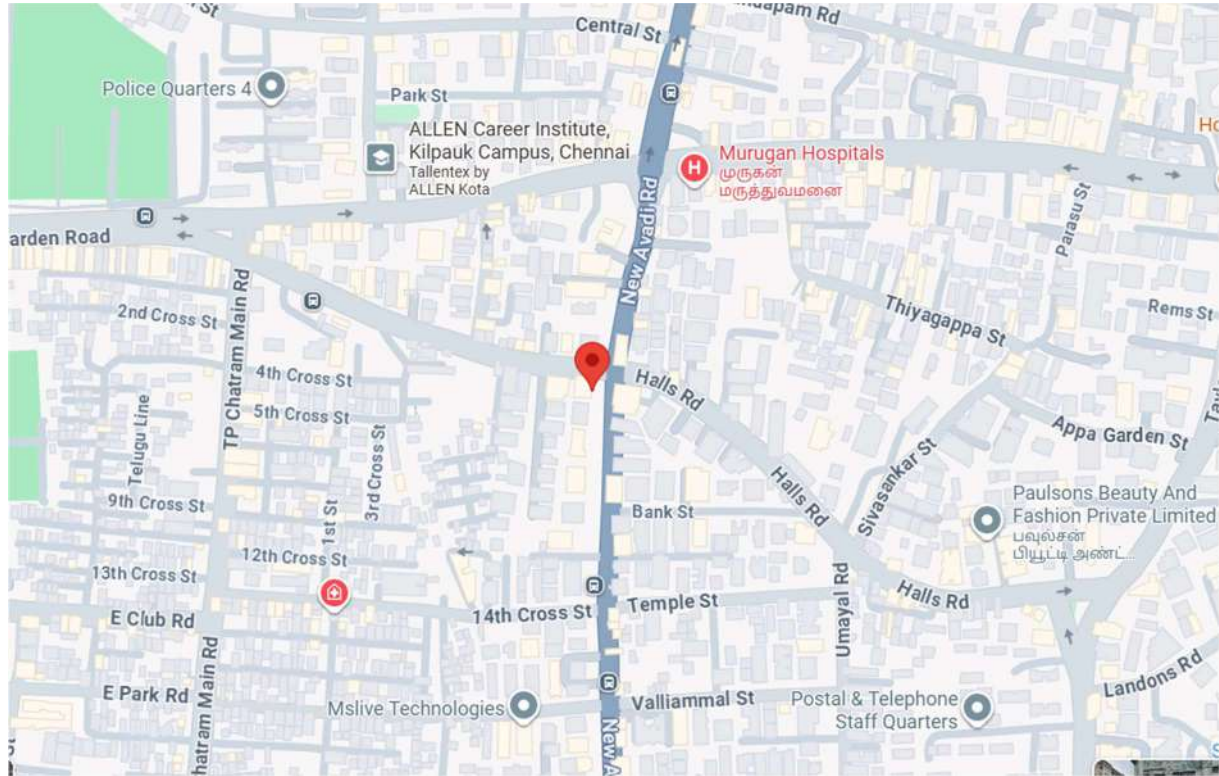 Central St
Police Quarters 4
Park St
ALLEN Career Institute,
Kilpauk Campus, Chennai
Tallentex by
ALLEN Kota
H
Murugan Hospitals
முருகன்
மருத்துவமனை
arden Road
New Avadi Rd
Parasu St
Thiyagappa St
Rems St
2nd Cross St
TP Chatram Main Rd
4th Cross St
5th Cross St
Halls Rd
Appa Garden St
Telugu Line
3rd Cross St
Sivasankar St
9th Cross St
1st St
Bank St
Halls Rd
Paulsons Beauty And
Fashion Private Limited
பவுல்சன்
பியூட்டி அண்ட்...
12th Cross St
13th Cross St
E Club Rd
14th Cross St
Temple St
Umayal Rd
Halls Rd
E Park Rd
hatram Main Rd
Mslive Technologies
Valliammal St
Postal & Telephone
Staff Quarters
Landons Rd
New A